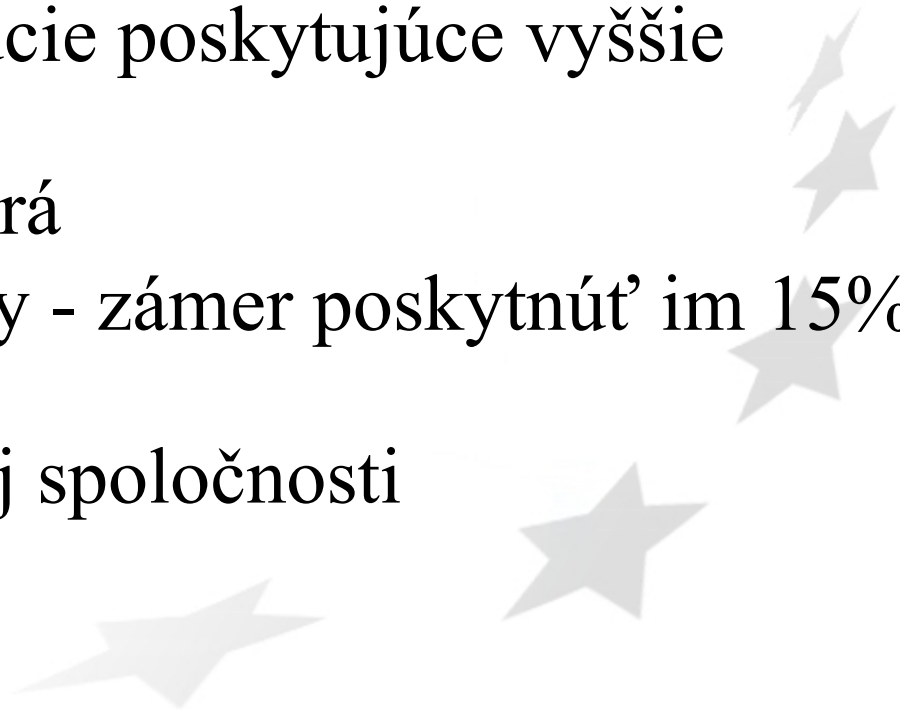 cie poskytujúce vyššie
rá
y - zámer poskytnúť im 15%
j spoločnosti